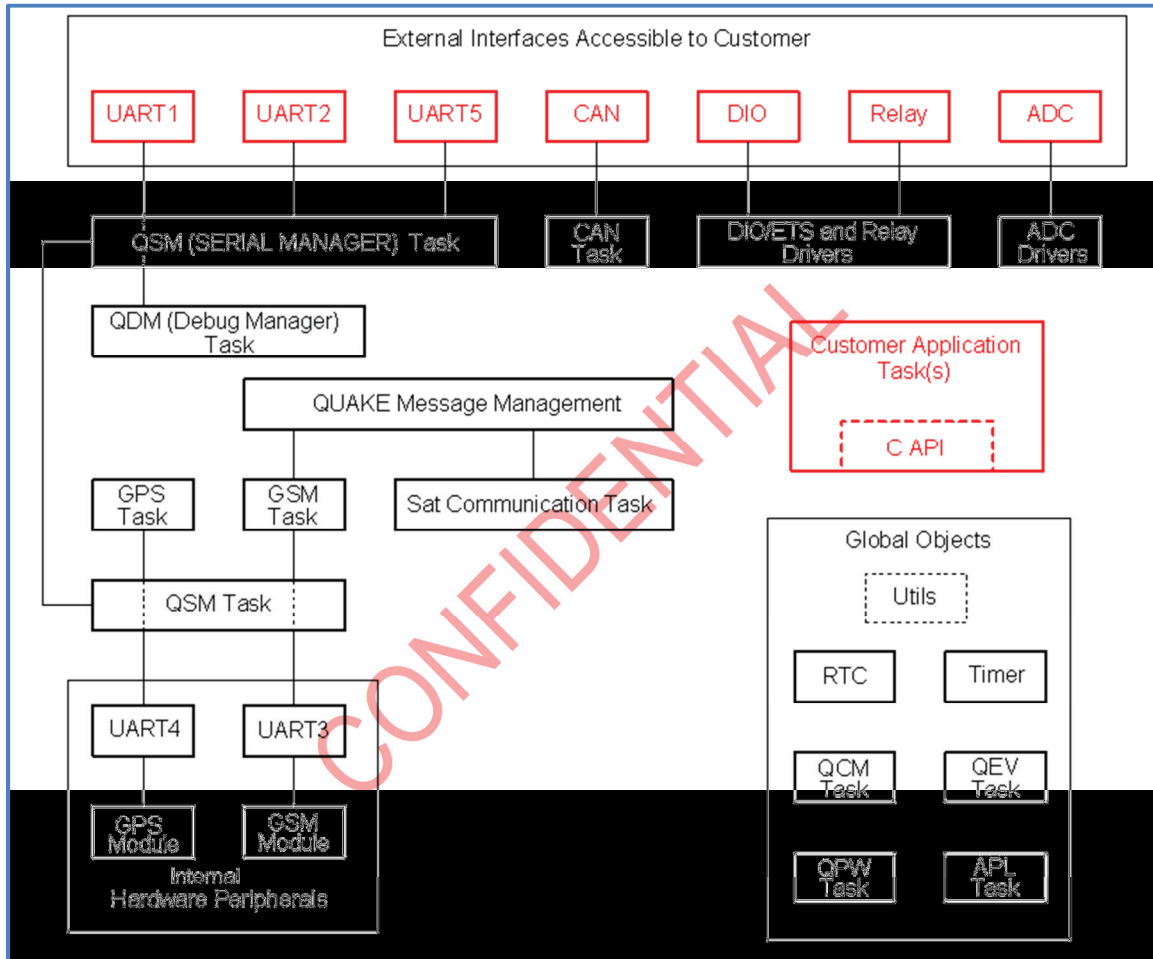 External Interfaces Accessible to Customer
UART1
UART2
UART5
CAN
DIO
Relay
ADC
QSM (SERIAL MANAGER) Task
CAN
Task
DIO/ETS and Relay
Drivers
ADC
Drivers
QDM (Debug Manager)
Task
Customer Application
Task(s)
C API
QUAKE Message Management
GPS
Task
GSM
Task
Sat Communication Task
QSM Task
UART4
UART3
GPS
Module
GSM
Module
Internal
Hardware Peripherals
Global Objects
Utils
RTC
Timer
QCM
Task
QEV
Task
QPW
Task
APL
Task
CONFIDENTIAL